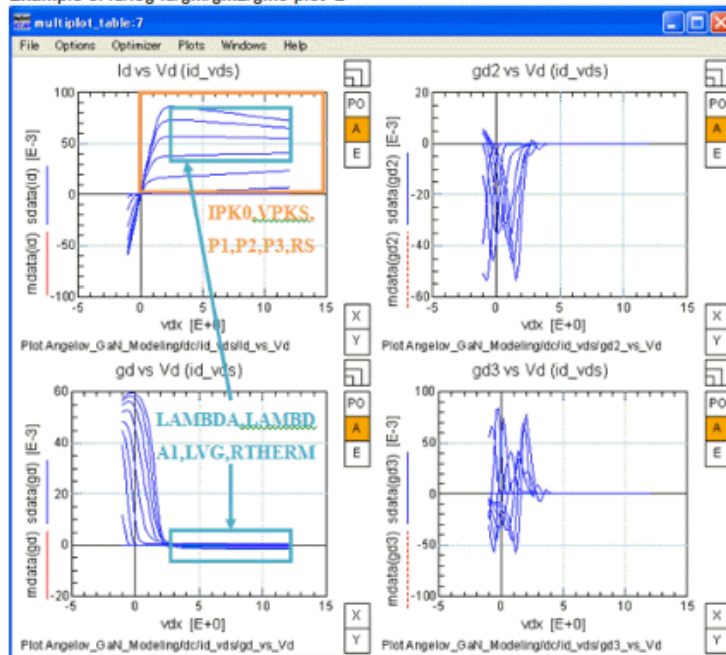 multiplot_table:7
File Options Optimizer Plots Windows Help
Id vs Vd (id_vds)
mdata(id) sdata(id) [E-3]
100
50
0
-50
-100
-5 0 5 10 15
vdx [E+0]
IPK0,VPKS,
P1,P2,P3,RS
Plot Angelov_GaN_Modeling/dc/id_vds/Id_vs_Vd
PO
A
E
X
Y
gd2 vs Vd (id_vds)
mdata(gd2) sdata(gd2) [E-3]
20
0
-20
-40
-60
-5 0 5 10 15
vdx [E+0]
Plot Angelov_GaN_Modeling/dc/id_vds/gd2_vs_Vd
PO
A
E
X
Y
gd vs Vd (id_vds)
mdata(gd) sdata(gd) [E-3]
60
40
20
0
-20
-5 0 5 10 15
vdx [E+0]
LAMBDA,LAMBD
A1,LVG,RTHERM
Plot Angelov_GaN_Modeling/dc/id_vds/gd_vs_Vd
PO
A
E
X
Y
gd3 vs Vd (id_vds)
mdata(gd3) sdata(gd3) [E-3]
100
50
0
-50
-100
-5 0 5 10 15
vdx [E+0]
Plot Angelov_GaN_Modeling/dc/id_vds/gd3_vs_Vd
PO
A
E
X
Y